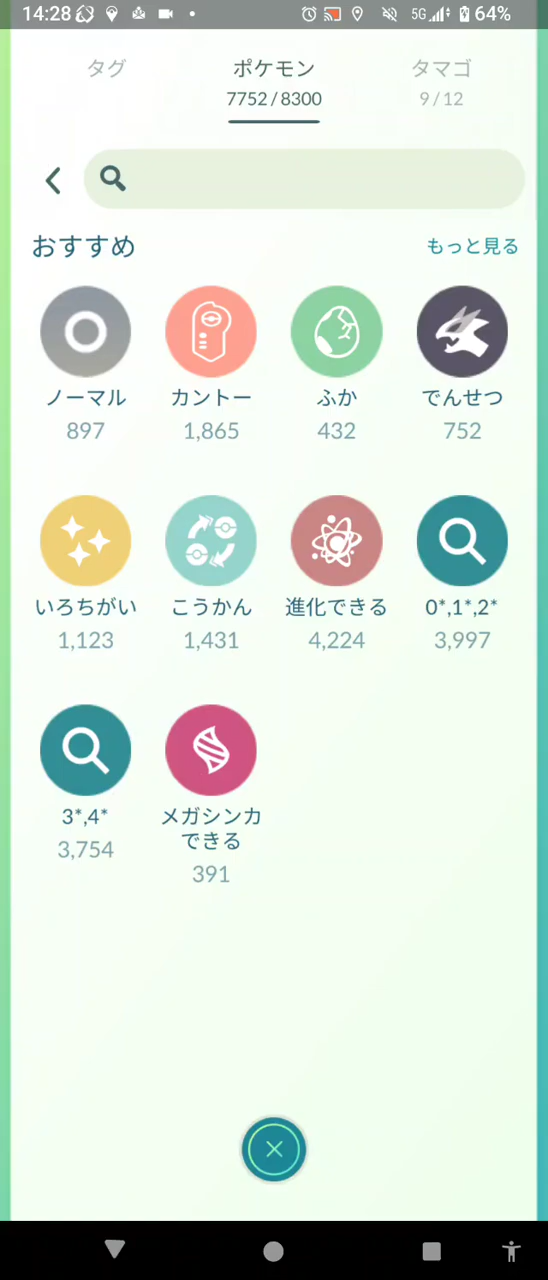 14:28 5G 64%
タグ ポケモン タマゴ
7752/8300 9/12
おすすめ もっと見る
ノーマル カントー ふか でんせつ
897 1,865 432 752
いろちがい こうかん 進化できる 0*,1*,2*
1,123 1,431 4,224 3,997
3*,4* メガシンカ
できる
3,754
391